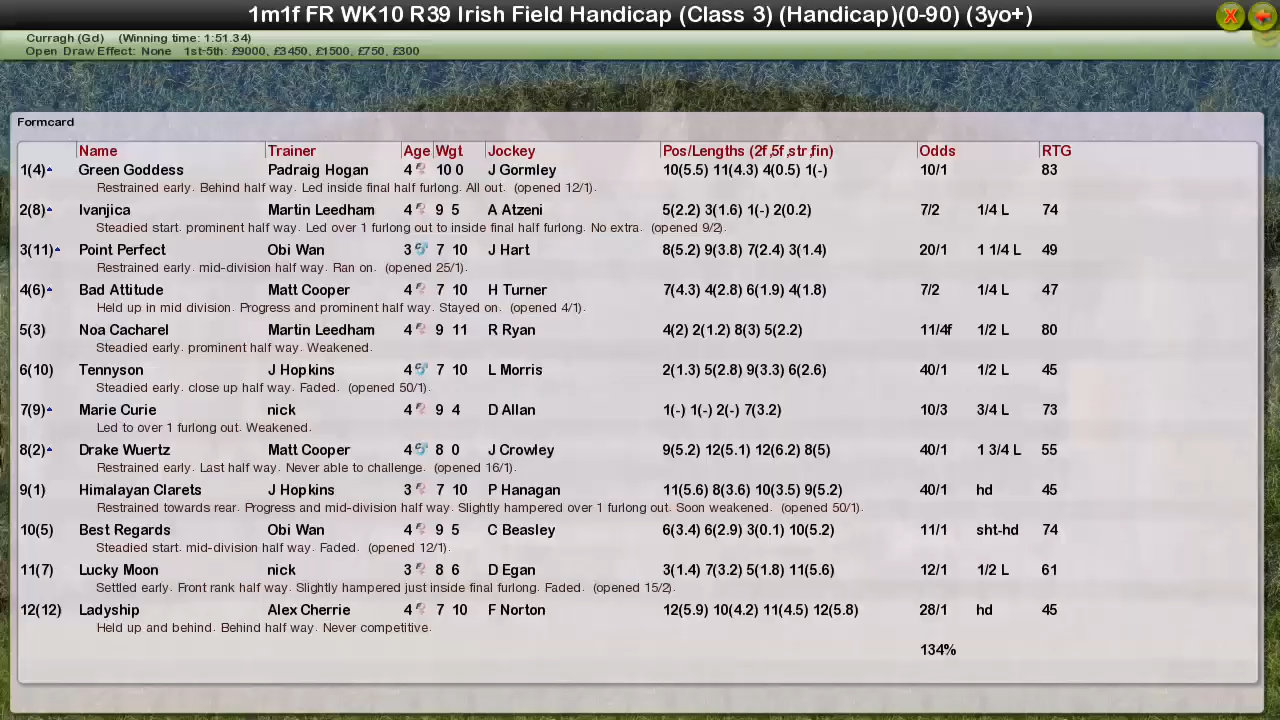 1m1f FR WK10 R39 Irish Field Handicap (Class 3) (Handicap)(0-90) (3yo+)
Curragh (Gd) (Winning time: 1:51.34)
Open Draw Effect: None 1st-5th: £9000, £3450, £1500, £750, £300
Formcard
Name Trainer Age Wgt Jockey Pos/Lengths (2f,5f,str,fin) Odds RTG
1(4) Green Goddess Padraig Hogan 4 10 0 J Gormley 10(5.5) 11(4.3) 4(0.5) 1(-) 10/1 83
Restrained early. Behind half way. Led inside final half furlong. All out. (opened 12/1).
2(8) Ivanjica Martin Leedham 4 9 5 A Atzeni 5(2.2) 3(1.6) 1(-) 2(0.2) 7/2 1/4 L 74
Steadied start. prominent half way. Led over 1 furlong out to inside final half furlong. No extra. (opened 9/2).
3(11) Point Perfect Obi Wan 3 7 10 J Hart 8(5.2) 9(3.8) 7(2.4) 3(1.4) 20/1 1 1/4 L 49
Restrained early. mid-division half way. Ran on. (opened 25/1).
4(6) Bad Attitude Matt Cooper 4 7 10 H Turner 7(4.3) 4(2.8) 6(1.9) 4(1.8) 7/2 1/4 L 47
Held up in mid division. Progress and prominent half way. Stayed on. (opened 4/1).
5(3) Noa Cacharel Martin Leedham 4 9 11 R Ryan 4(2) 2(1.2) 8(3) 5(2.2) 11/4f 1/2 L 80
Steadied early. prominent half way. Weakened.
6(10) Tennyson J Hopkins 4 7 10 L Morris 2(1.3) 5(2.8) 9(3.3) 6(2.6) 40/1 1/2 L 45
Steadied early. close up half way. Faded. (opened 50/1).
7(9) Marie Curie nick 4 9 4 D Allan 1(-) 1(-) 2(-) 7(3.2) 10/3 3/4 L 73
Led to over 1 furlong out. Weakened.
8(2) Drake Wuertz Matt Cooper 4 8 0 J Crowley 9(5.2) 12(5.1) 12(6.2) 8(5) 40/1 1 3/4 L 55
Restrained early. Last half way. Never able to challenge. (opened 16/1).
9(1) Himalayan Clarets J Hopkins 3 7 10 P Hanagan 11(5.6) 8(3.6) 10(3.5) 9(5.2) 40/1 hd 45
Restrained towards rear. Progress and mid-division half way. Slightly hampered over 1 furlong out. Soon weakened. (opened 50/1).
10(5) Best Regards Obi Wan 4 9 5 C Beasley 6(3.4) 6(2.9) 3(0.1) 10(5.2) 11/1 sht-hd 74
Steadied start. mid-division half way. Faded. (opened 12/1).
11(7) Lucky Moon nick 3 8 6 D Egan 3(1.4) 7(3.2) 5(1.8) 11(5.6) 12/1 1/2 L 61
Settled early. Front rank half way. Slightly hampered just inside final furlong. Faded. (opened 15/2).
12(12) Ladyship Alex Cherrie 4 7 10 F Norton 12(5.9) 10(4.2) 11(4.5) 12(5.8) 28/1 hd 45
Held up and behind. Behind half way. Never competitive.
134%